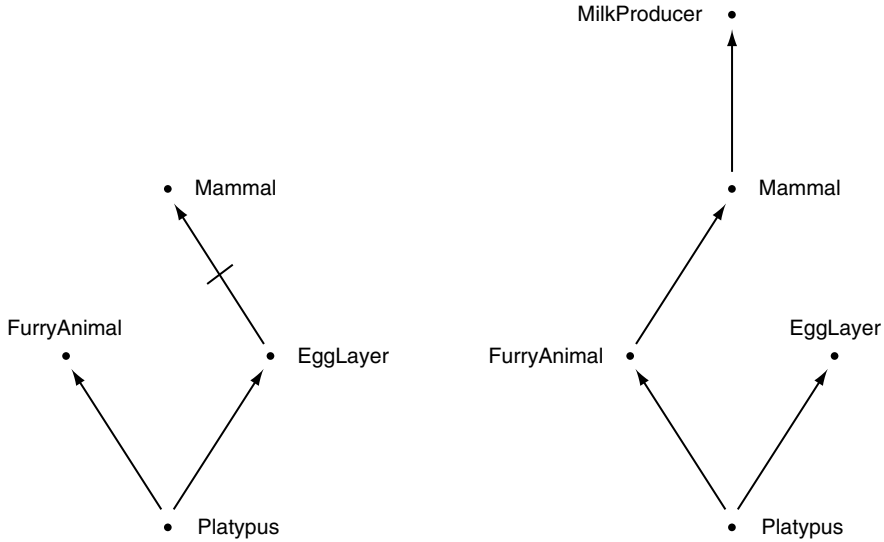 MilkProducer
Mammal
Mammal
FurryAnimal
EggLayer
FurryAnimal
EggLayer
Platypus
Platypus